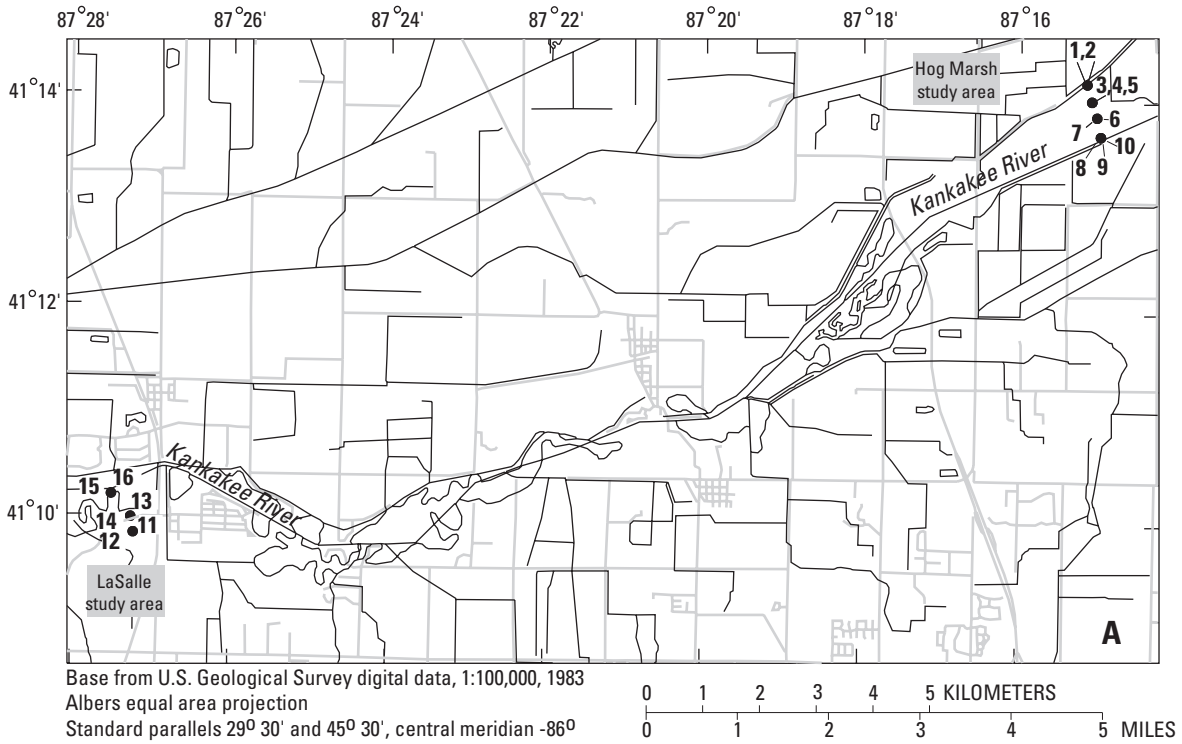 87°28' 87°26' 87°24' 87°22' 87°20' 87°18' 87°16'
41°14'
41°12'
41°10'
Hog Marsh
study area
1,2
3,4,5
7 6
10
8 9
Kankakee River
Kankakee River
15 16
13
14 11
12
LaSalle
study area
A
Base from U.S. Geological Survey digital data, 1:100,000, 1983
Albers equal area projection
Standard parallels 29º 30' and 45º 30', central meridian -86º
0 1 2 3 4 5 KILOMETERS
0 1 2 3 4 5 MILES